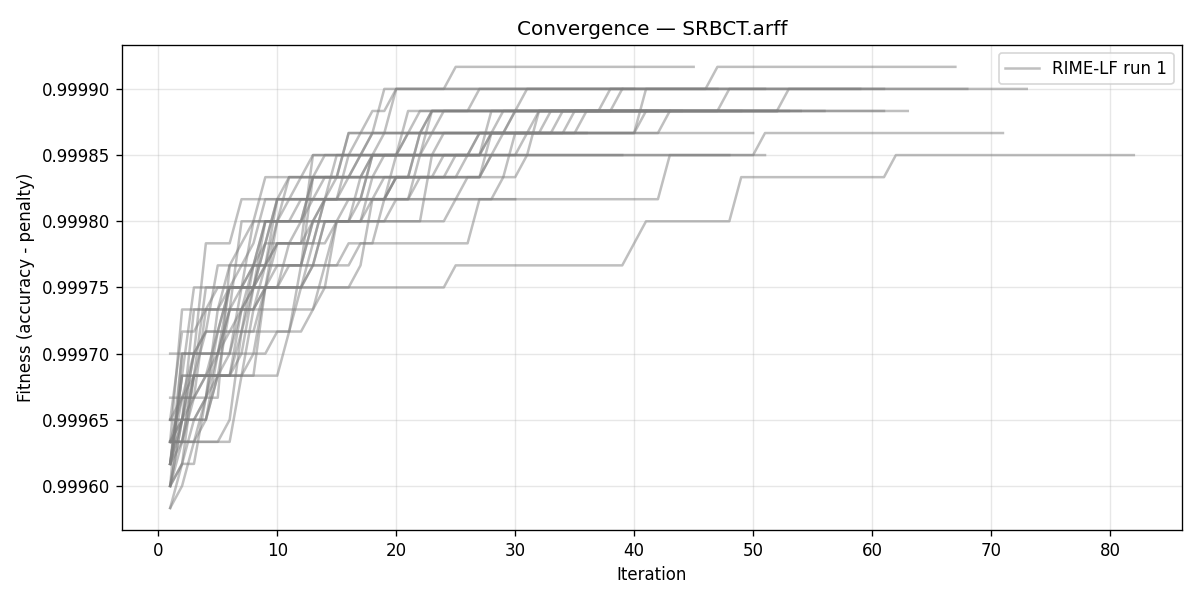 Convergence — SRBCT.arff
RIME-LF run 1
Fitness (accuracy - penalty)
0.99990
0.99985
0.99980
0.99975
0.99970
0.99965
0.99960
0 10 20 30 40 50 60 70 80
Iteration